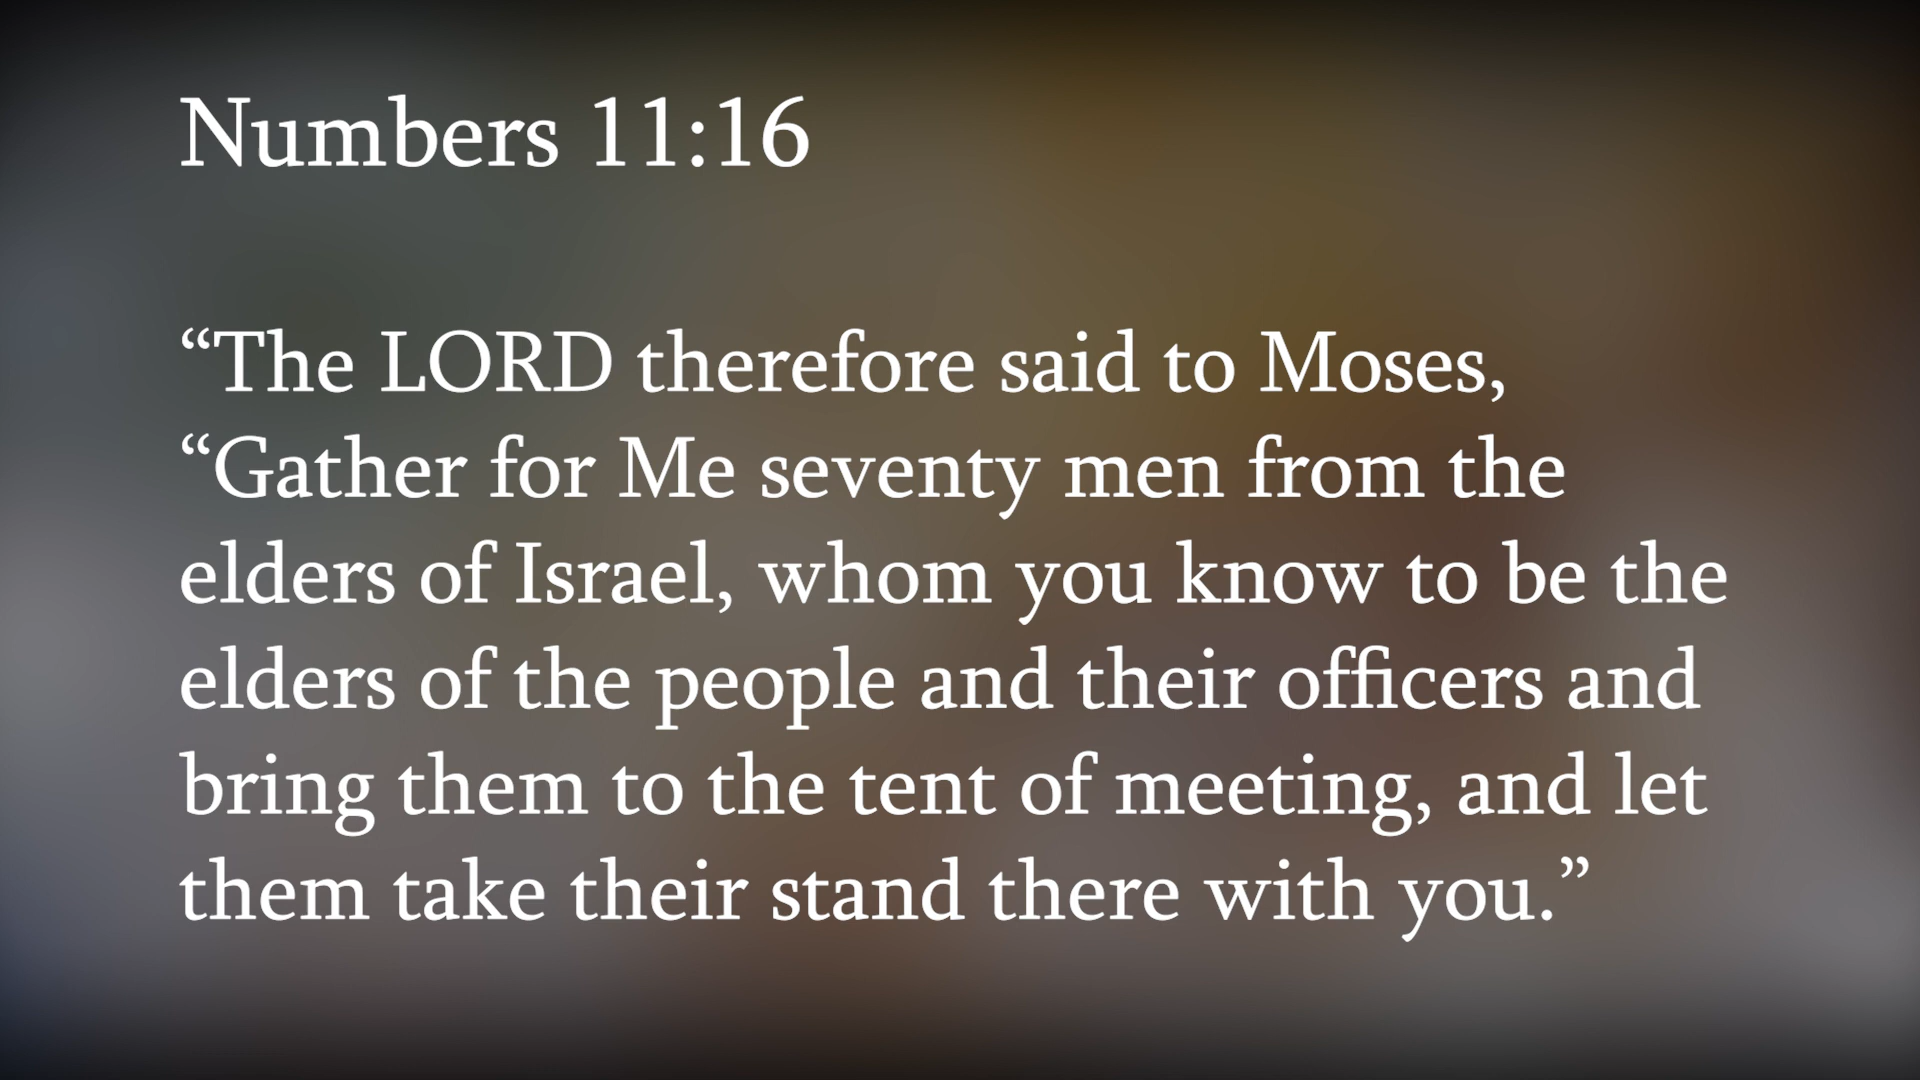 Numbers 11:16
“The LORD therefore said to Moses,
“Gather for Me seventy men from the
elders of Israel, whom you know to be the
elders of the people and their officers and
bring them to the tent of meeting, and let
them take their stand there with you.”